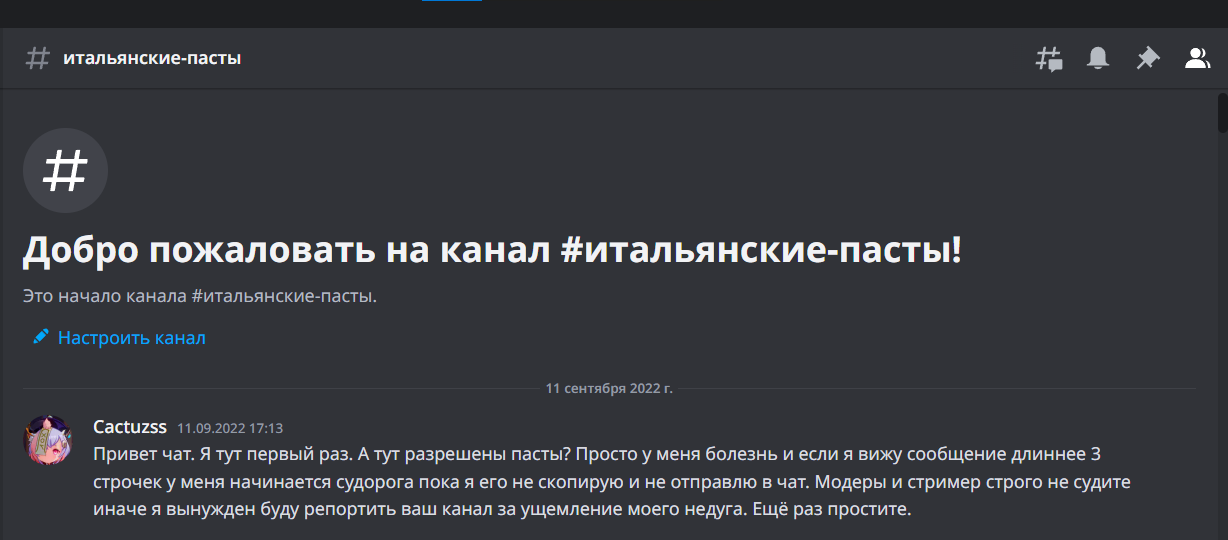 итальянские-пасты
Добро пожаловать на канал #итальянские-пасты!
Это начало канала #итальянские-пасты.
Настроить канал
11 сентября 2022 г.
Cactuzss 11.09.2022 17:13
Привет чат. Я тут первый раз. А тут разрешены пасты? Просто у меня болезнь и если я вижу сообщение длиннее 3
строчек у меня начинается судорога пока я его не скопирую и не отправлю в чат. Модеры и стример строго не судите
иначе я вынужден буду репортить ваш канал за ущемление моего недуга. Ещё раз простите.